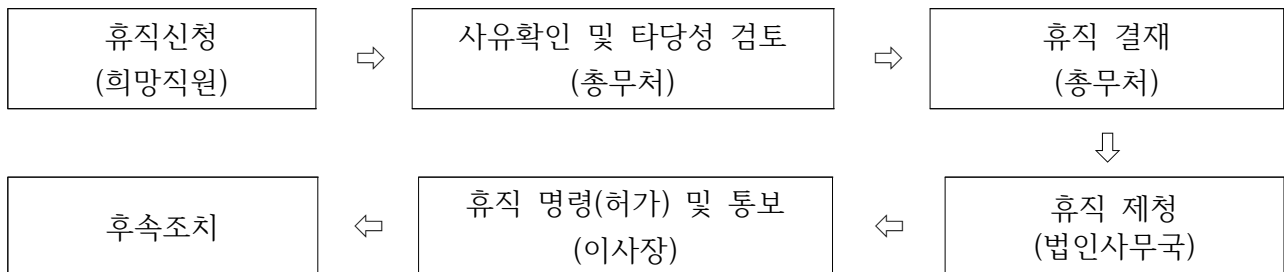 휴직신청
(희망직원)
⇨
사유확인 및 타당성 검토
(총무처)
⇨
휴직 결재
(총무처)
⇩
휴직 제청
(법인사무국)
⇦
휴직 명령(허가) 및 통보
(이사장)
⇦
후속조치